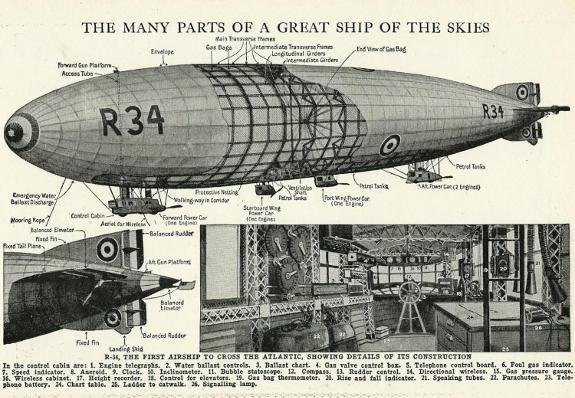 THE MANY PARTS OF A GREAT SHIP OF THE SKIES
Main Transverse Frames
Gas Bags
Intermediate Transverse Frames
Longitudinal Girders
Intermediate Girders
End View of Gas Bag
Envelope
Forward Gun Platform
Access Tube
R34
R34
Emergency Water
Ballast Discharge
Mooring Rope
Control Cabin
Aerial for Wireless
Walking-way in Corridor
Forward Power Car
(One Engine)
Protective Netting
Starboard Wing
Power Car
(One Engine)
Ventilation
Shaft
Petrol Tanks
Port Wing Power Car
(One Engine)
Petrol Tanks
Aft. Power Car (2 Engines)
Petrol Tanks
Balanced Elevator
Fixed Fin
Fixed Tail Plane
Balanced Rudder
Aft Gun Platform
Balanced
Elevator
Balanced Rudder
Landing Skid
Fixed Fin
R-34, THE FIRST AIRSHIP TO CROSS THE ATLANTIC, SHOWING DETAILS OF ITS CONSTRUCTION
In the control cabin are: 1. Engine telegraphs. 2. Water ballast controls. 3. Ballast chart. 4. Gas valve control box. 5. Telephone control board. 6. Foul gas indicator.
7. Speed indicator. 8. Aneroid. 9. Clock. 10. Inclinometer. 11. Bubble statoscope. 12. Compass. 13. Rudder control. 14. Directional wireless. 15. Gas pressure gauge.
16. Wireless cabinet. 17. Height recorder. 18. Control for elevators. 19. Gas bag thermometer. 20. Rise and fall indicator. 21. Speaking tubes. 22. Parachutes. 23. Tele-
phone battery. 24. Chart table. 25. Ladder to catwalk. 26. Signalling lamp.